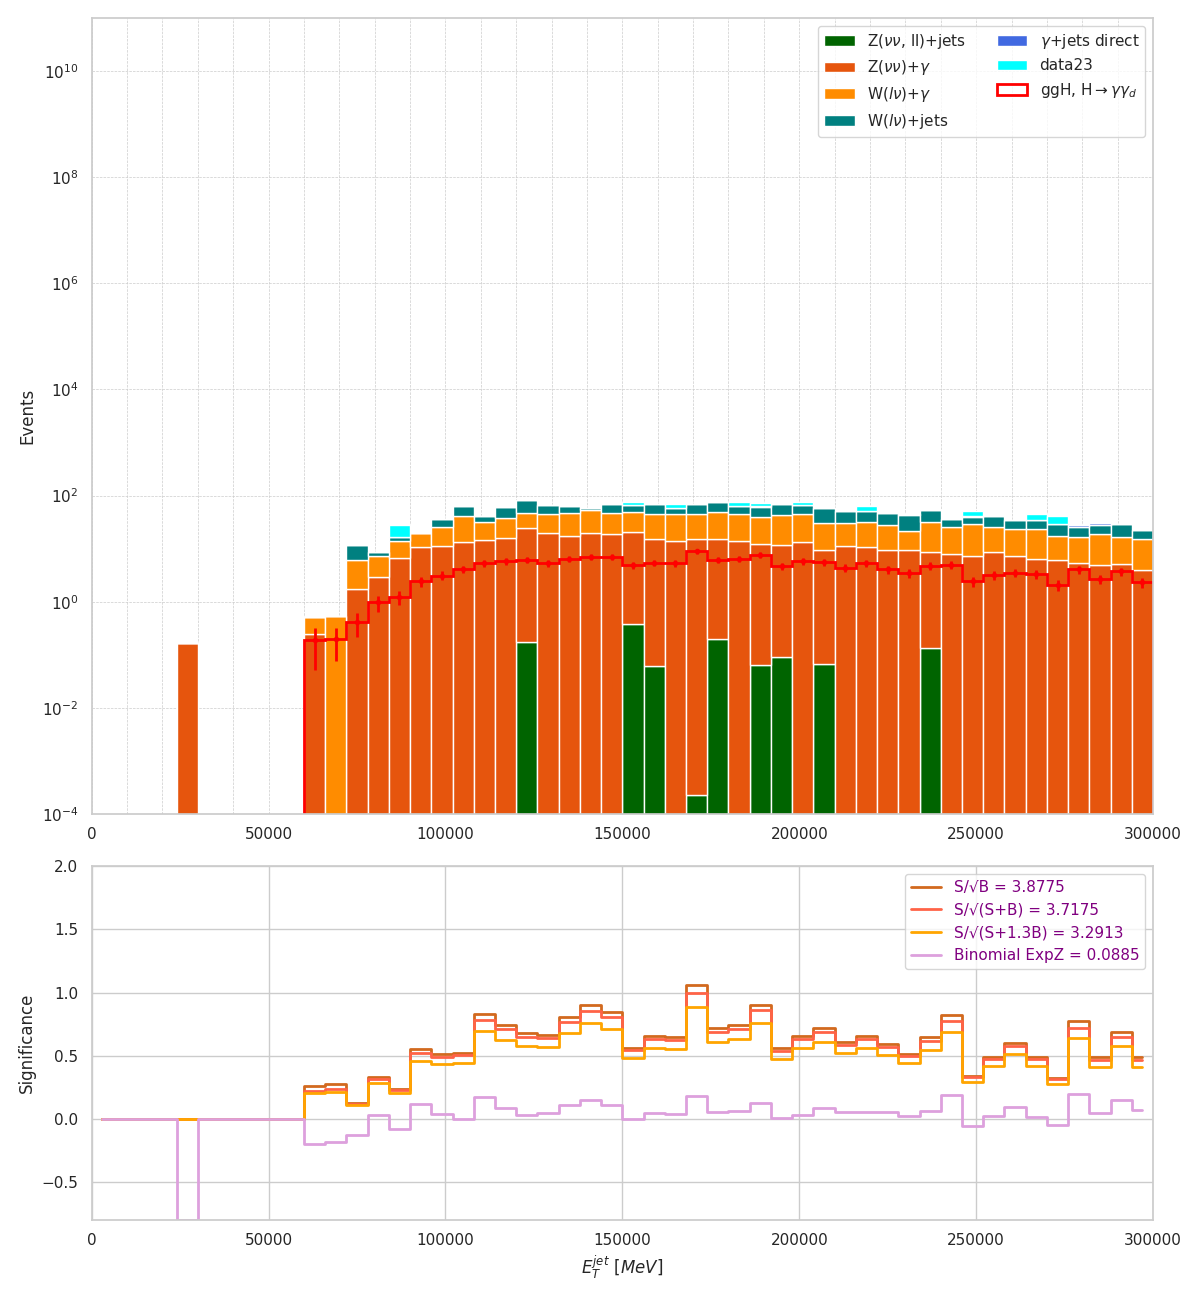 Z(νν, ll)+jets
Z(νν)+γ
W(lν)+γ
W(lν)+jets
γ+jets direct
data23
ggH, H→γγ_d
Events
10^10
10^8
10^6
10^4
10^2
10^0
10^−2
10^−4
0 50000 100000 150000 200000 250000 300000
S/√B = 3.8775
S/√(S+B) = 3.7175
S/√(S+1.3B) = 3.2913
Binomial ExpZ = 0.0885
Significance
2.0
1.5
1.0
0.5
0.0
−0.5
0 50000 100000 150000 200000 250000 300000
E_T^jet [MeV]